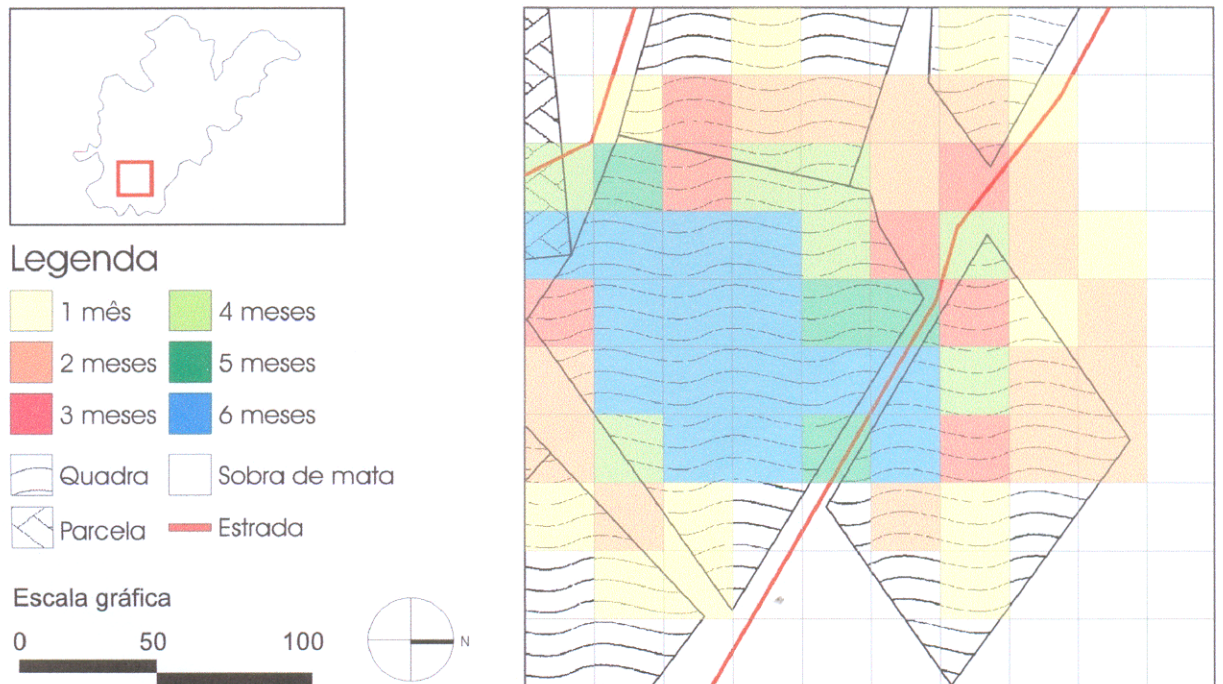 Legenda
1 mês
4 meses
2 meses
5 meses
3 meses
6 meses
Quadra
Sobra de mata
Parcela
Estrada
Escala gráfica
0 50 100
N